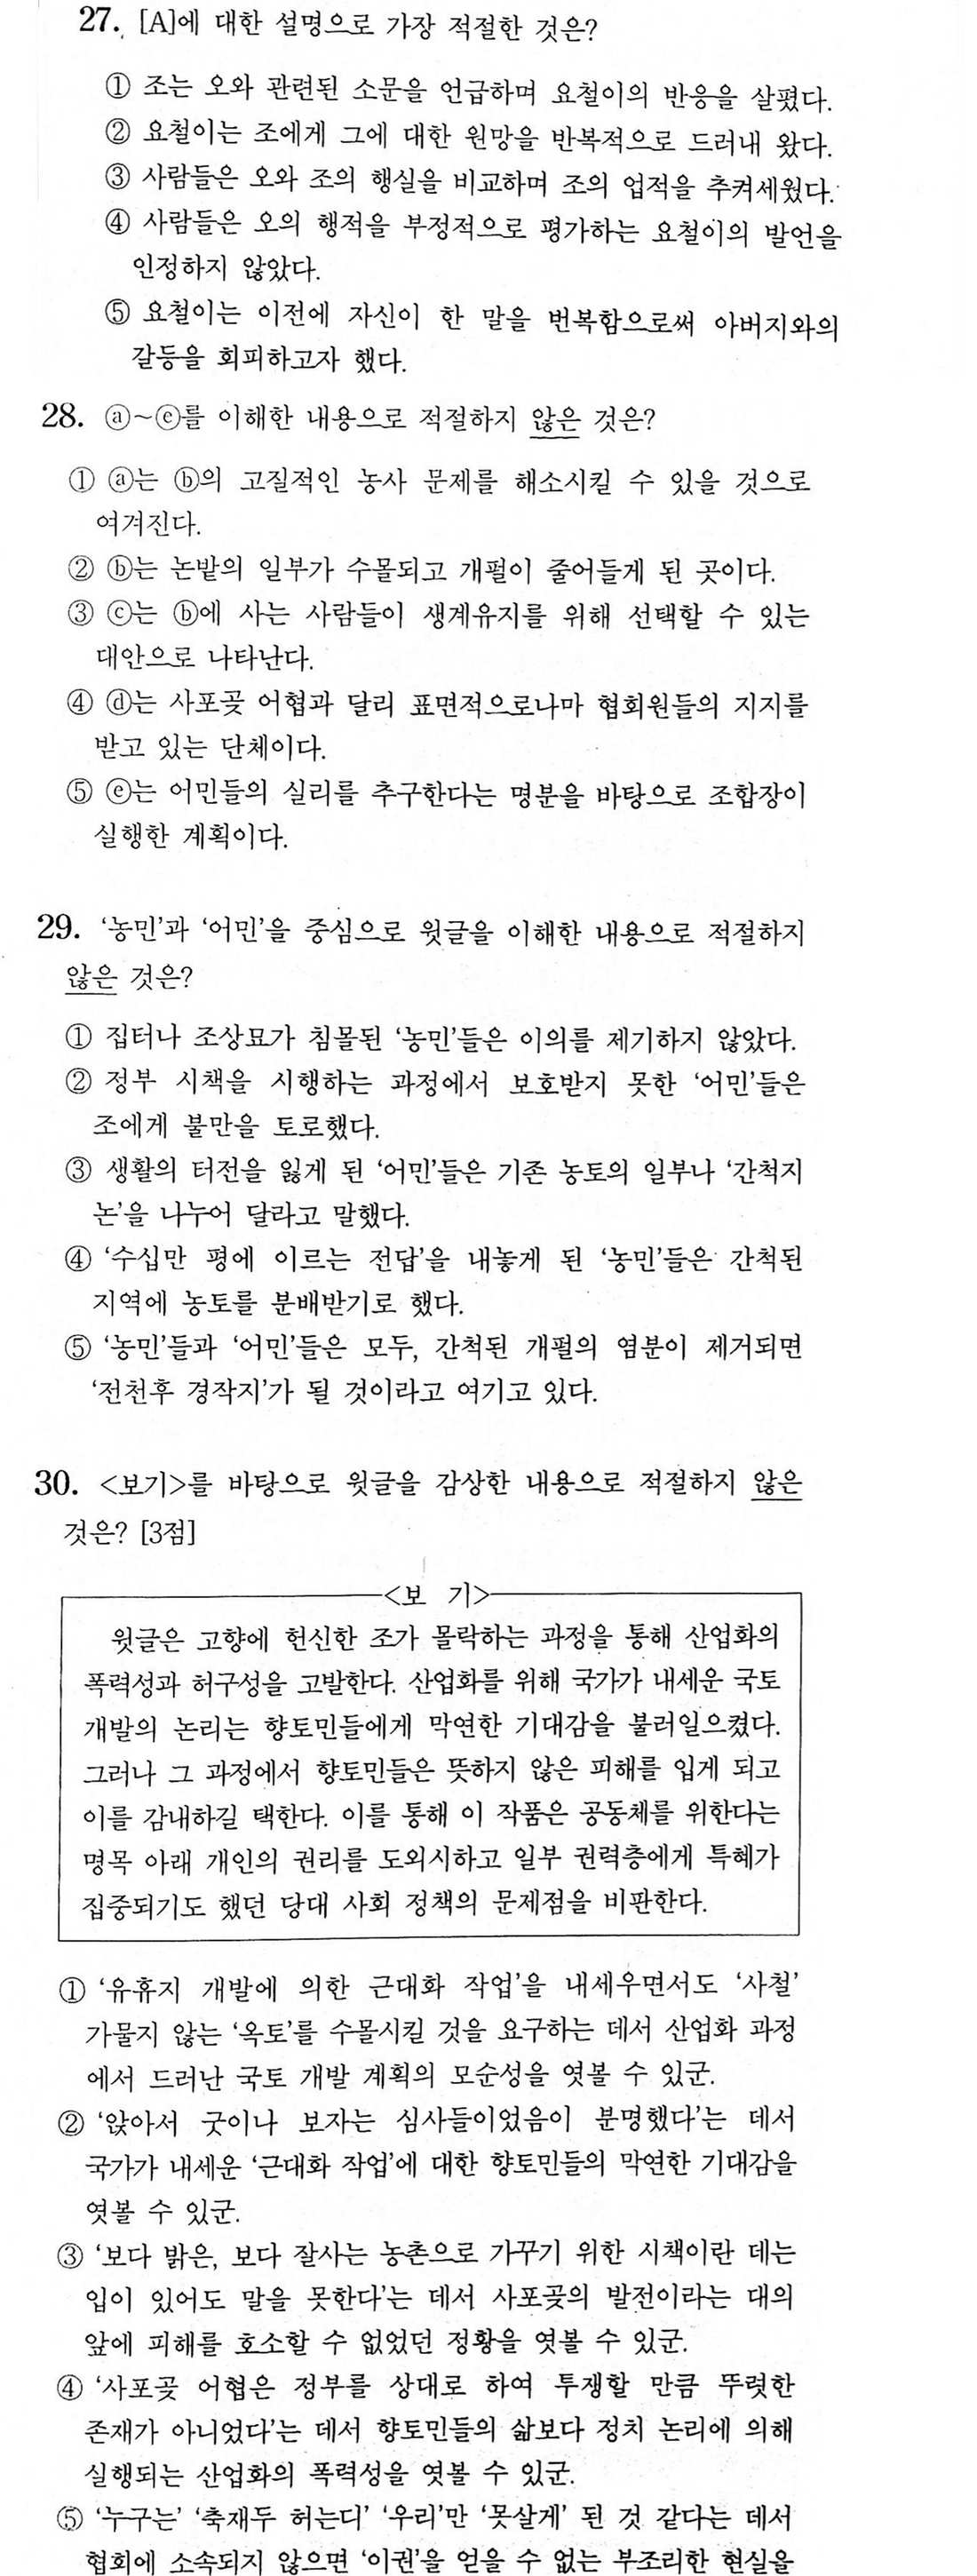 27. [A]에 대한 설명으로 가장 적절한 것은?
① 조는 오와 관련된 소문을 언급하며 요철이의 반응을 살폈다.
② 요철이는 조에게 그에 대한 원망을 반복적으로 드러내 왔다.
③ 사람들은 오와 조의 행실을 비교하며 조의 업적을 추켜세웠다.
④ 사람들은 오의 행적을 부정적으로 평가하는 요철이의 발언을
인정하지 않았다.
⑤ 요철이는 이전에 자신이 한 말을 번복함으로써 아버지와의
갈등을 회피하고자 했다.
28. ⓐ~ⓔ를 이해한 내용으로 적절하지 않은 것은?
① ⓐ는 ⓑ의 고질적인 농사 문제를 해소시킬 수 있을 것으로
여겨진다.
② ⓑ는 논밭의 일부가 수몰되고 개펄이 줄어들게 된 곳이다.
③ ⓒ는 ⓑ에 사는 사람들이 생계유지를 위해 선택할 수 있는
대안으로 나타난다.
④ ⓓ는 사포곶 어협과 달리 표면적으로나마 협회원들의 지지를
받고 있는 단체이다.
⑤ ⓔ는 어민들의 실리를 추구한다는 명분을 바탕으로 조합장이
실행한 계획이다.
29. ‘농민’과 ‘어민’을 중심으로 윗글을 이해한 내용으로 적절하지
않은 것은?
① 집터나 조상묘가 침몰된 ‘농민’들은 이의를 제기하지 않았다.
② 정부 시책을 시행하는 과정에서 보호받지 못한 ‘어민’들은
조에게 불만을 토로했다.
③ 생활의 터전을 잃게 된 ‘어민’들은 기존 농토의 일부나 ‘간척지
논’을 나누어 달라고 말했다.
④ ‘수십만 평에 이르는 전답’을 내놓게 된 ‘농민’들은 간척된
지역에 농토를 분배받기로 했다.
⑤ ‘농민’들과 ‘어민’들은 모두, 간척된 개펄의 염분이 제거되면
‘전천후 경작지’가 될 것이라고 여기고 있다.
30. <보기>를 바탕으로 윗글을 감상한 내용으로 적절하지 않은
것은? [3점]
<보 기>
윗글은 고향에 헌신한 조가 몰락하는 과정을 통해 산업화의
폭력성과 허구성을 고발한다. 산업화를 위해 국가가 내세운 국토
개발의 논리는 향토민들에게 막연한 기대감을 불러일으켰다.
그러나 그 과정에서 향토민들은 뜻하지 않은 피해를 입게 되고
이를 감내하길 택한다. 이를 통해 이 작품은 공동체를 위한다는
명목 아래 개인의 권리를 도외시하고 일부 권력층에게 특혜가
집중되기도 했던 당대 사회 정책의 문제점을 비판한다.
① ‘유휴지 개발에 의한 근대화 작업’을 내세우면서도 ‘사철’
가물지 않는 ‘옥토’를 수몰시킬 것을 요구하는 데서 산업화 과정
에서 드러난 국토 개발 계획의 모순성을 엿볼 수 있군.
② ‘앉아서 굿이나 보자는 심사들이었음이 분명했다’는 데서
국가가 내세운 ‘근대화 작업’에 대한 향토민들의 막연한 기대감을
엿볼 수 있군.
③ ‘보다 밝은, 보다 잘사는 농촌으로 가꾸기 위한 시책이란 데는
입이 있어도 말을 못한다’는 데서 사포곶의 발전이라는 대의
앞에 피해를 호소할 수 없었던 정황을 엿볼 수 있군.
④ ‘사포곶 어협은 정부를 상대로 하여 투쟁할 만큼 뚜렷한
존재가 아니었다’는 데서 향토민들의 삶보다 정치 논리에 의해
실행되는 산업화의 폭력성을 엿볼 수 있군.
⑤ ‘누구는’ ‘축재두 허는디’ ‘우리’만 ‘못살게’ 된 것 같다는 데서
협회에 소속되지 않으면 ‘이권’을 얻을 수 없는 부조리한 현실을